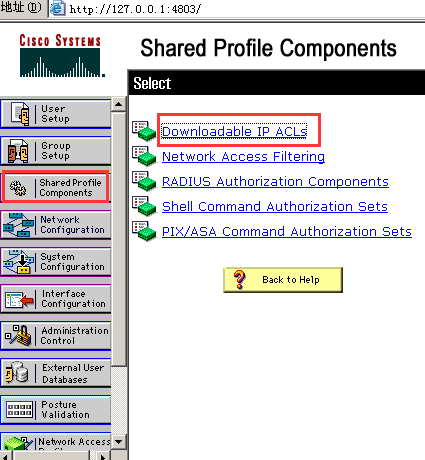 地址(D) http://127.0.0.1:4803/
CISCO SYSTEMS
Shared Profile Components
Select
User
Setup
Group
Setup
Shared Profile
Components
Network
Configuration
System
Configuration
Interface
Configuration
Administration
Control
External User
Databases
Posture
Validation
Network Access
Downloadable IP ACLs
Network Access Filtering
RADIUS Authorization Components
Shell Command Authorization Sets
PIX/ASA Command Authorization Sets
? Back to Help